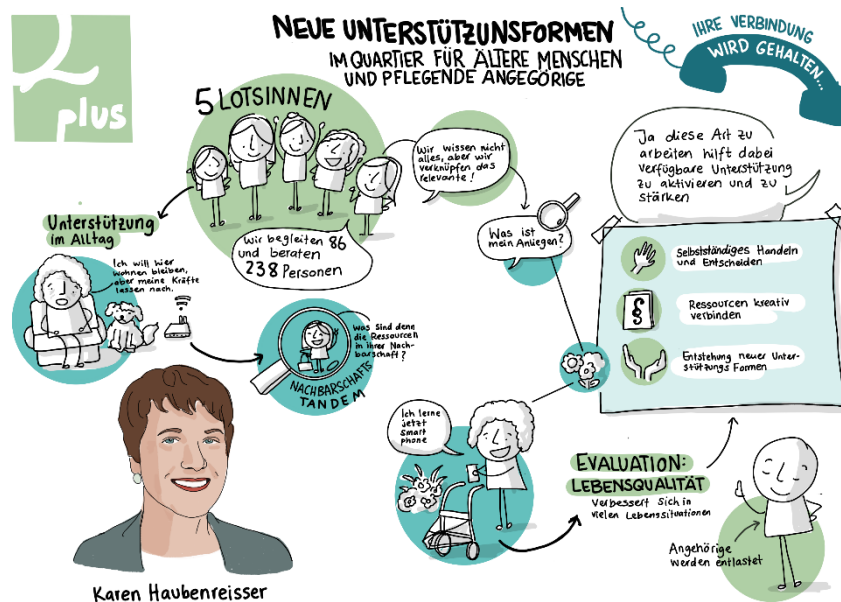 Q
plus
NEUE UNTERSTÜTZUNSFORMEN
IM QUARTIER FÜR ÄLTERE MENSCHEN
UND PFLEGENDE ANGEGÖRIGE
IHRE VERBINDUNG
WIRD GEHALTEN...
5 LOTSINNEN
Wir wissen nicht
alles, aber wir
verknüpfen das
relevante!
Wir begleiten 86
und beraten
238 Personen
Was ist
mein Anliegen?
Unterstützung
im Alltag
Ich will hier
wohnen bleiben,
aber meine Kräfte
lassen nach.
Was sind dene
die Ressourcen
in ihrer Nach-
barschaft?
NACHBARSCHAFTS
TANDEM
Ich lerne
jetzt
smart
phone
EVALUATION:
LEBENSQUALITÄT
Verbessert sich in
vielen Lebenssituationen
Ja diese Art zu
arbeiten hilft dabei
verfügbare Unterstützung
zu aktivieren und zu
stärken
Selbstständiges Handeln
und Entscheiden
§
Ressourcen kreativ
verbinden
Entstehung neuer Unter-
stützungs Formen
Angehörige
werden entlastet
Karen Haubenreisser